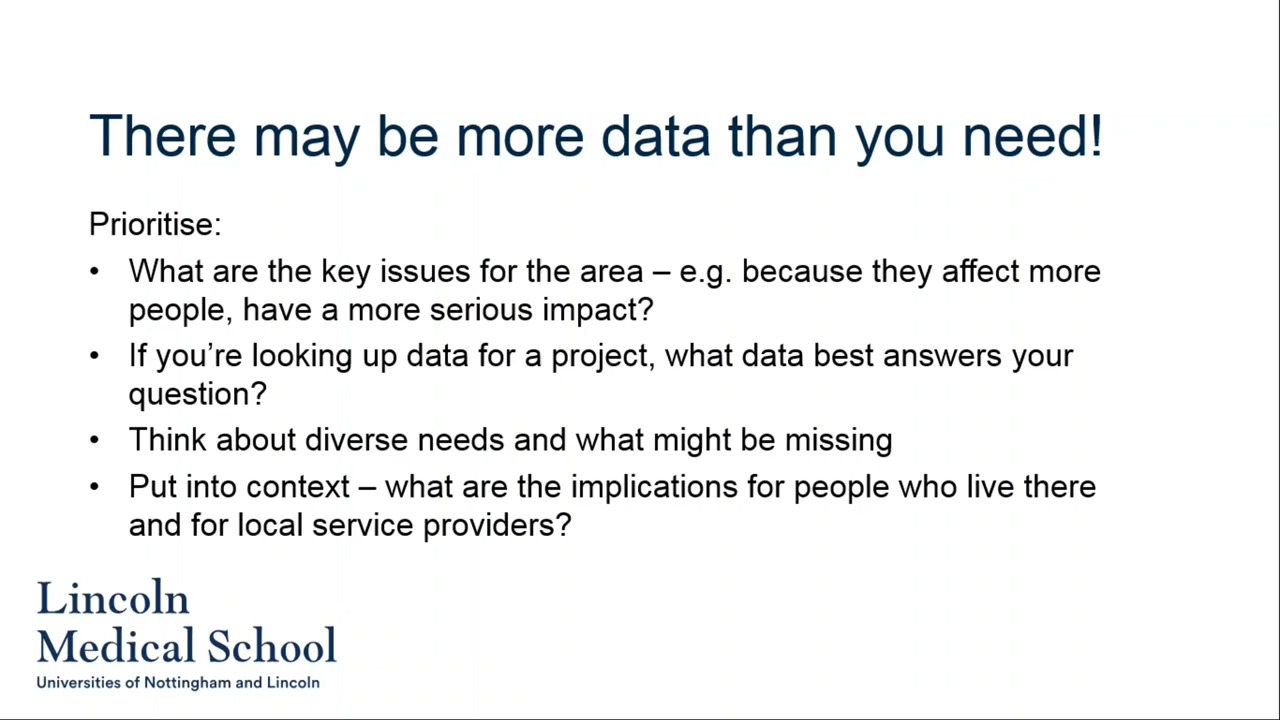 There may be more data than you need!
Prioritise:
• What are the key issues for the area – e.g. because they affect more
people, have a more serious impact?
• If you’re looking up data for a project, what data best answers your
question?
• Think about diverse needs and what might be missing
• Put into context – what are the implications for people who live there
and for local service providers?
Lincoln
Medical School
Universities of Nottingham and Lincoln